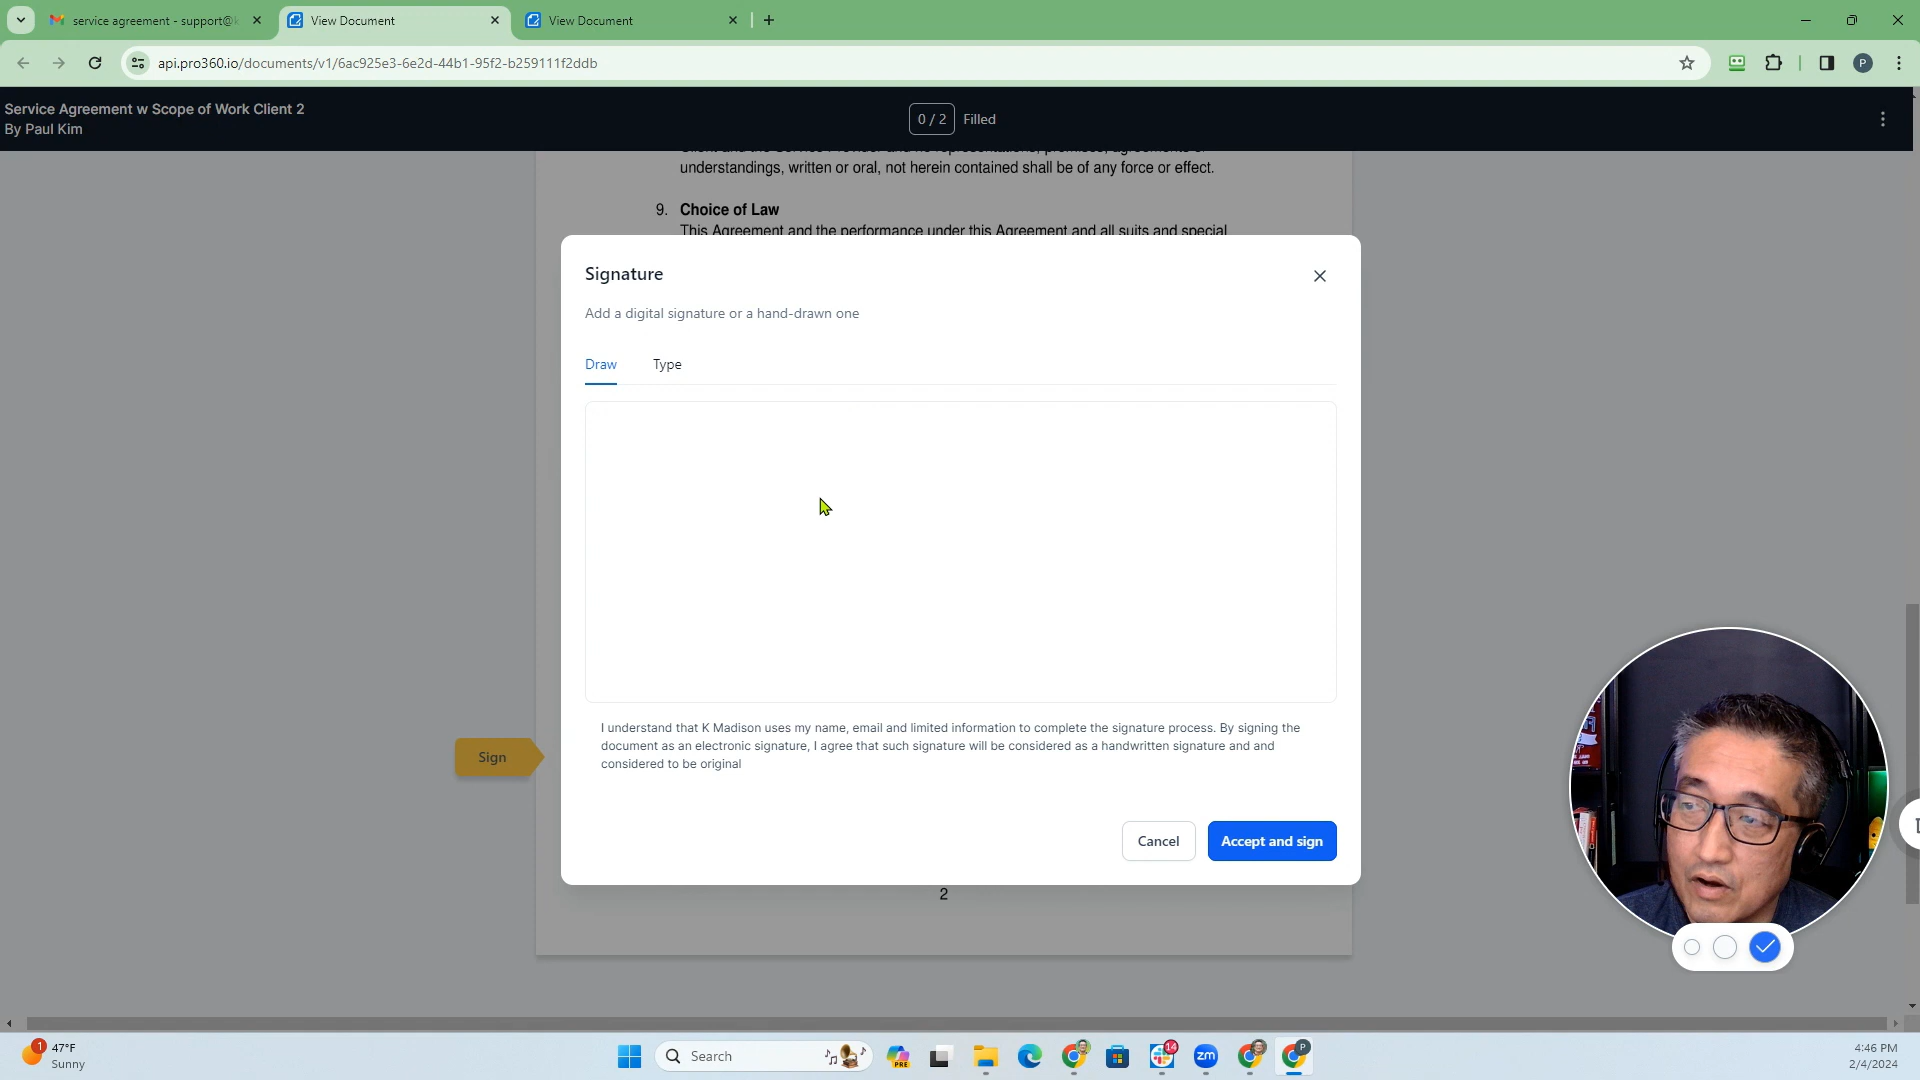 service agreement - support@
View Document
View Document
api.pro360.io/documents/v1/6ac925e3-6e2d-44b1-95f2-b259111f2ddb
P
Service Agreement w Scope of Work Client 2
By Paul Kim
0 / 2 Filled
understandings, written or oral, not herein contained shall be of any force or effect.
9. Choice of Law
This Agreement and the performance under this Agreement and all suits and special
Signature
Add a digital signature or a hand-drawn one
Draw Type
I understand that K Madison uses my name, email and limited information to complete the signature process. By signing the
document as an electronic signature, I agree that such signature will be considered as a handwritten signature and and
considered to be original
Sign
Cancel Accept and sign
2
1
47°F
Sunny
Search
PRE
14
zm
P
4:46 PM
2/4/2024